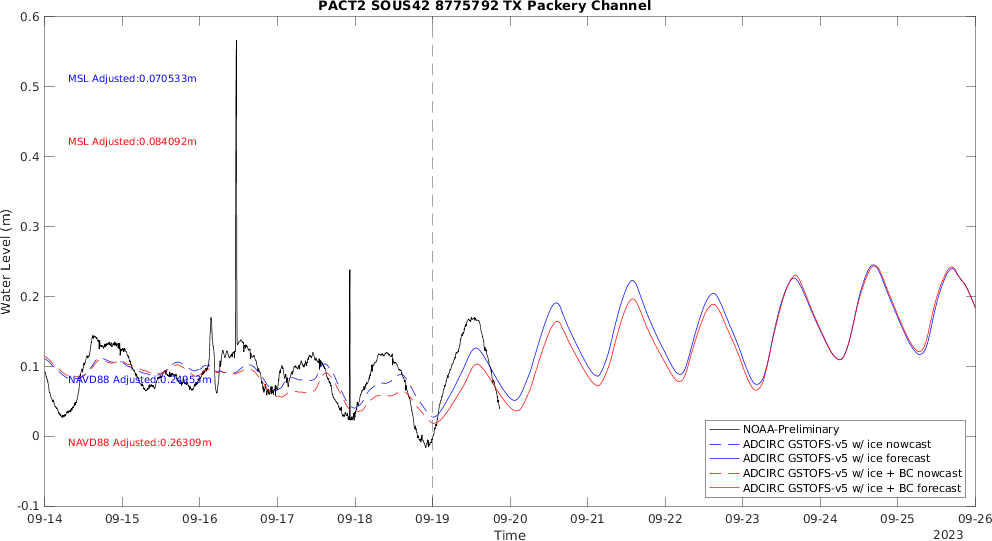 PACT2 SOUS42 8775792 TX Packery Channel
0.6
0.5
0.4
0.3
0.2
0.1
0
-0.1
Water Level (m)
MSL Adjusted:0.070533m
MSL Adjusted:0.084092m
NAVD88 Adjusted:0.24953m
NAVD88 Adjusted:0.26309m
NOAA-Preliminary
ADCIRC GSTOFS-v5 w/ ice nowcast
ADCIRC GSTOFS-v5 w/ ice forecast
ADCIRC GSTOFS-v5 w/ ice + BC nowcast
ADCIRC GSTOFS-v5 w/ ice + BC forecast
09-14 09-15 09-16 09-17 09-18 09-19 09-20 09-21 09-22 09-23 09-24 09-25 09-26
Time
2023